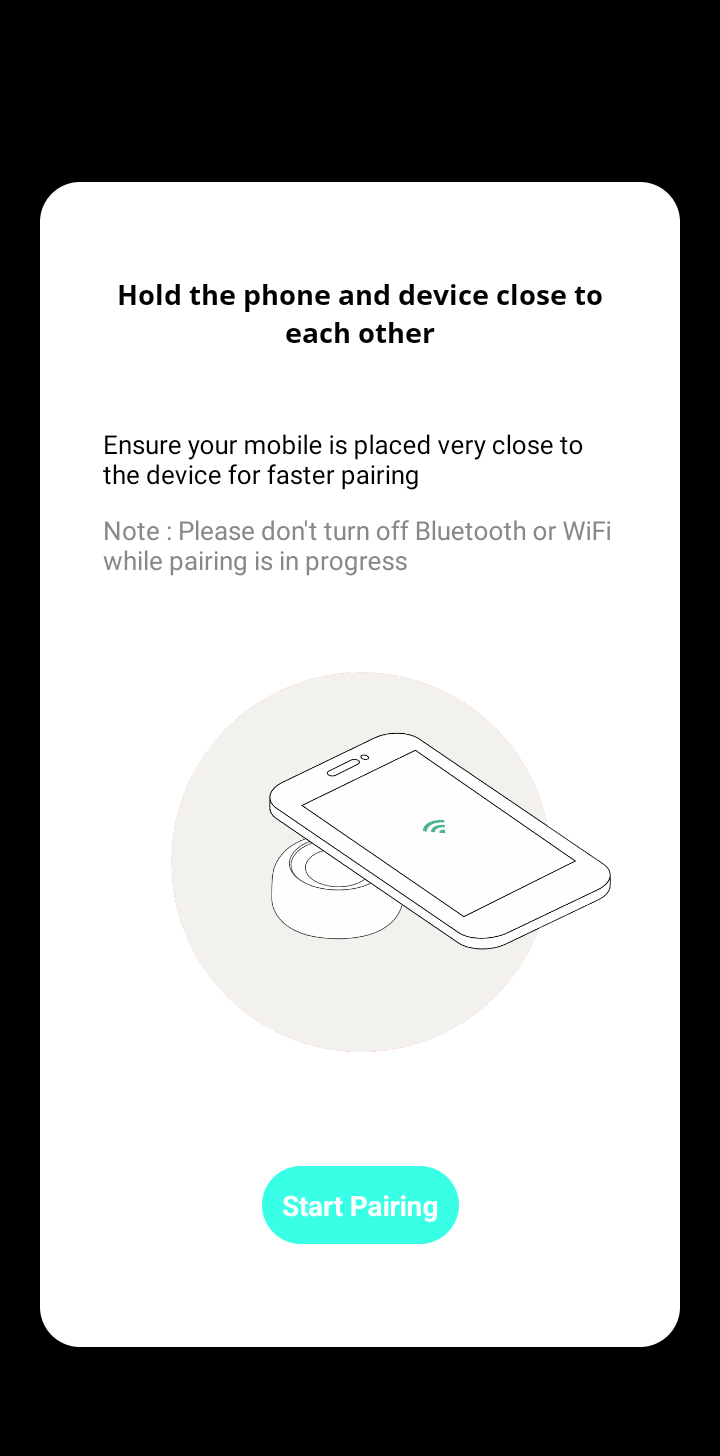 Hold the phone and device close to
each other
Ensure your mobile is placed very close to
the device for faster pairing
Note : Please don't turn off Bluetooth or WiFi
while pairing is in progress
Start Pairing